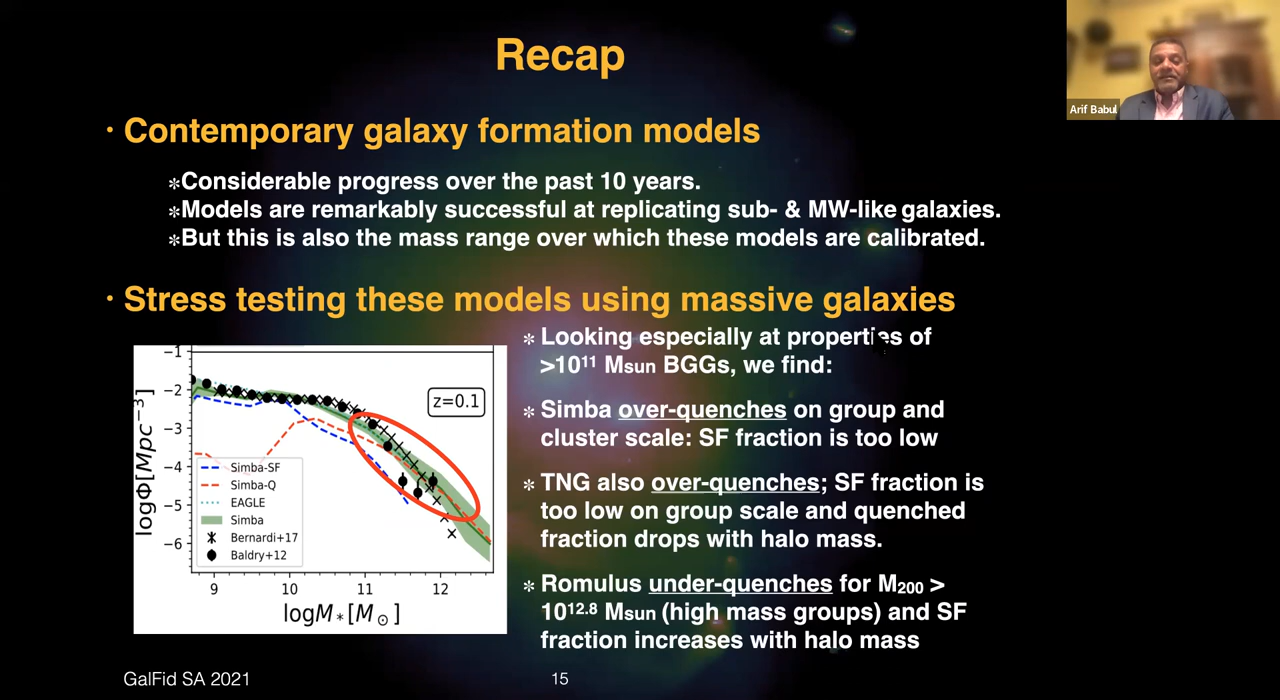 Recap
Arif Babul
• Contemporary galaxy formation models
*Considerable progress over the past 10 years.
*Models are remarkably successful at replicating sub- & MW-like galaxies.
*But this is also the mass range over which these models are calibrated.
• Stress testing these models using massive galaxies
* Looking especially at properties of
>10¹¹ Msun BGGs, we find:
* Simba over-quenches on group and
cluster scale: SF fraction is too low
* TNG also over-quenches; SF fraction is
too low on group scale and quenched
fraction drops with halo mass.
* Romulus under-quenches for M₂₀₀ >
10¹²·⁸ Msun (high mass groups) and SF
fraction increases with halo mass
logΦ[Mpc⁻³]
−1
−2
−3
−4
−5
−6
z=0.1
Simba-SF
Simba-Q
EAGLE
Simba
Bernardi+17
Baldry+12
9 10 11 12
logM*[M⊙]
GalFid SA 2021
15